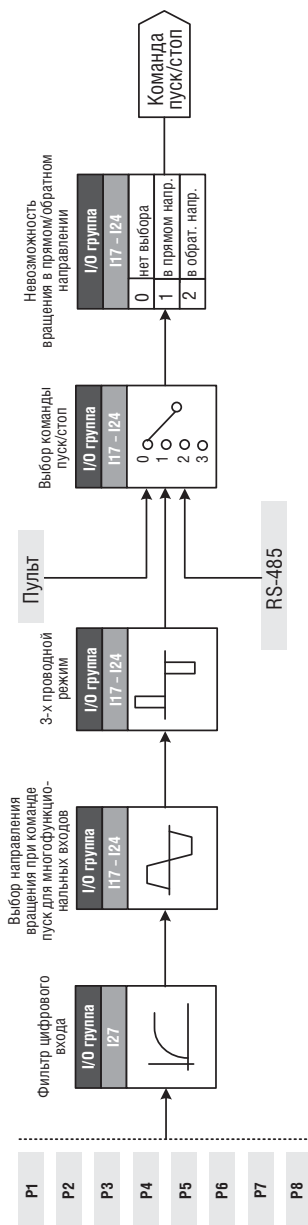 P1
P2
P3
P4
P5
P6
P7
P8
Фильтр цифрового
входа
I/O группа
I27
Выбор направления
вращения при команде
пуск для многофункцио-
нальных входов
I/O группа
I17 – I24
3-х проводной
режим
I/O группа
I17 – I24
Пульт
RS-485
Выбор команды
пуск/стоп
I/O группа
I17 – I24
0
1
2
3
Невозможность
вращения в прямом/обратном
направлении
I/O группа
I17 – I24
0 нет выбора
1 в прямом напр.
2 в обрат. напр.
Команда
пуск/стоп